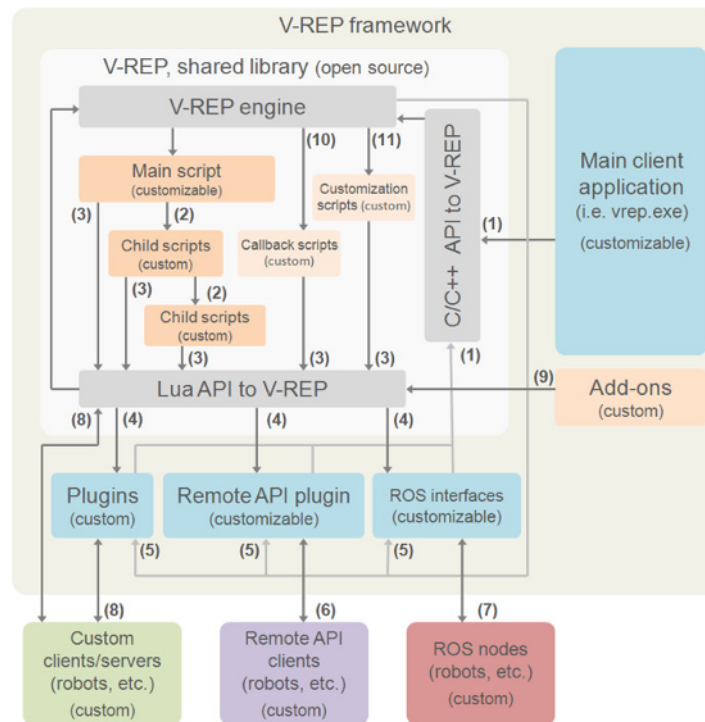 V-REP framework
V-REP, shared library (open source)
V-REP engine
(10)
(11)
Main script
(customizable)
Customization
scripts (custom)
C/C++ API to V-REP
Main client
application
(i.e. vrep.exe)
(customizable)
(3)
(2)
(1)
Child scripts
(custom)
Callback scripts
(custom)
(3)
(2)
Child scripts
(custom)
(3)
(3)
(3)
(1)
Lua API to V-REP
(9)
Add-ons
(custom)
(8)
(4)
(4)
(4)
Plugins
(custom)
Remote API plugin
(customizable)
ROS interfaces
(customizable)
(5)
(5)
(5)
(8)
(6)
(7)
Custom
clients/servers
(robots, etc.)
(custom)
Remote API
clients
(robots, etc.)
(custom)
ROS nodes
(robots, etc.)
(custom)